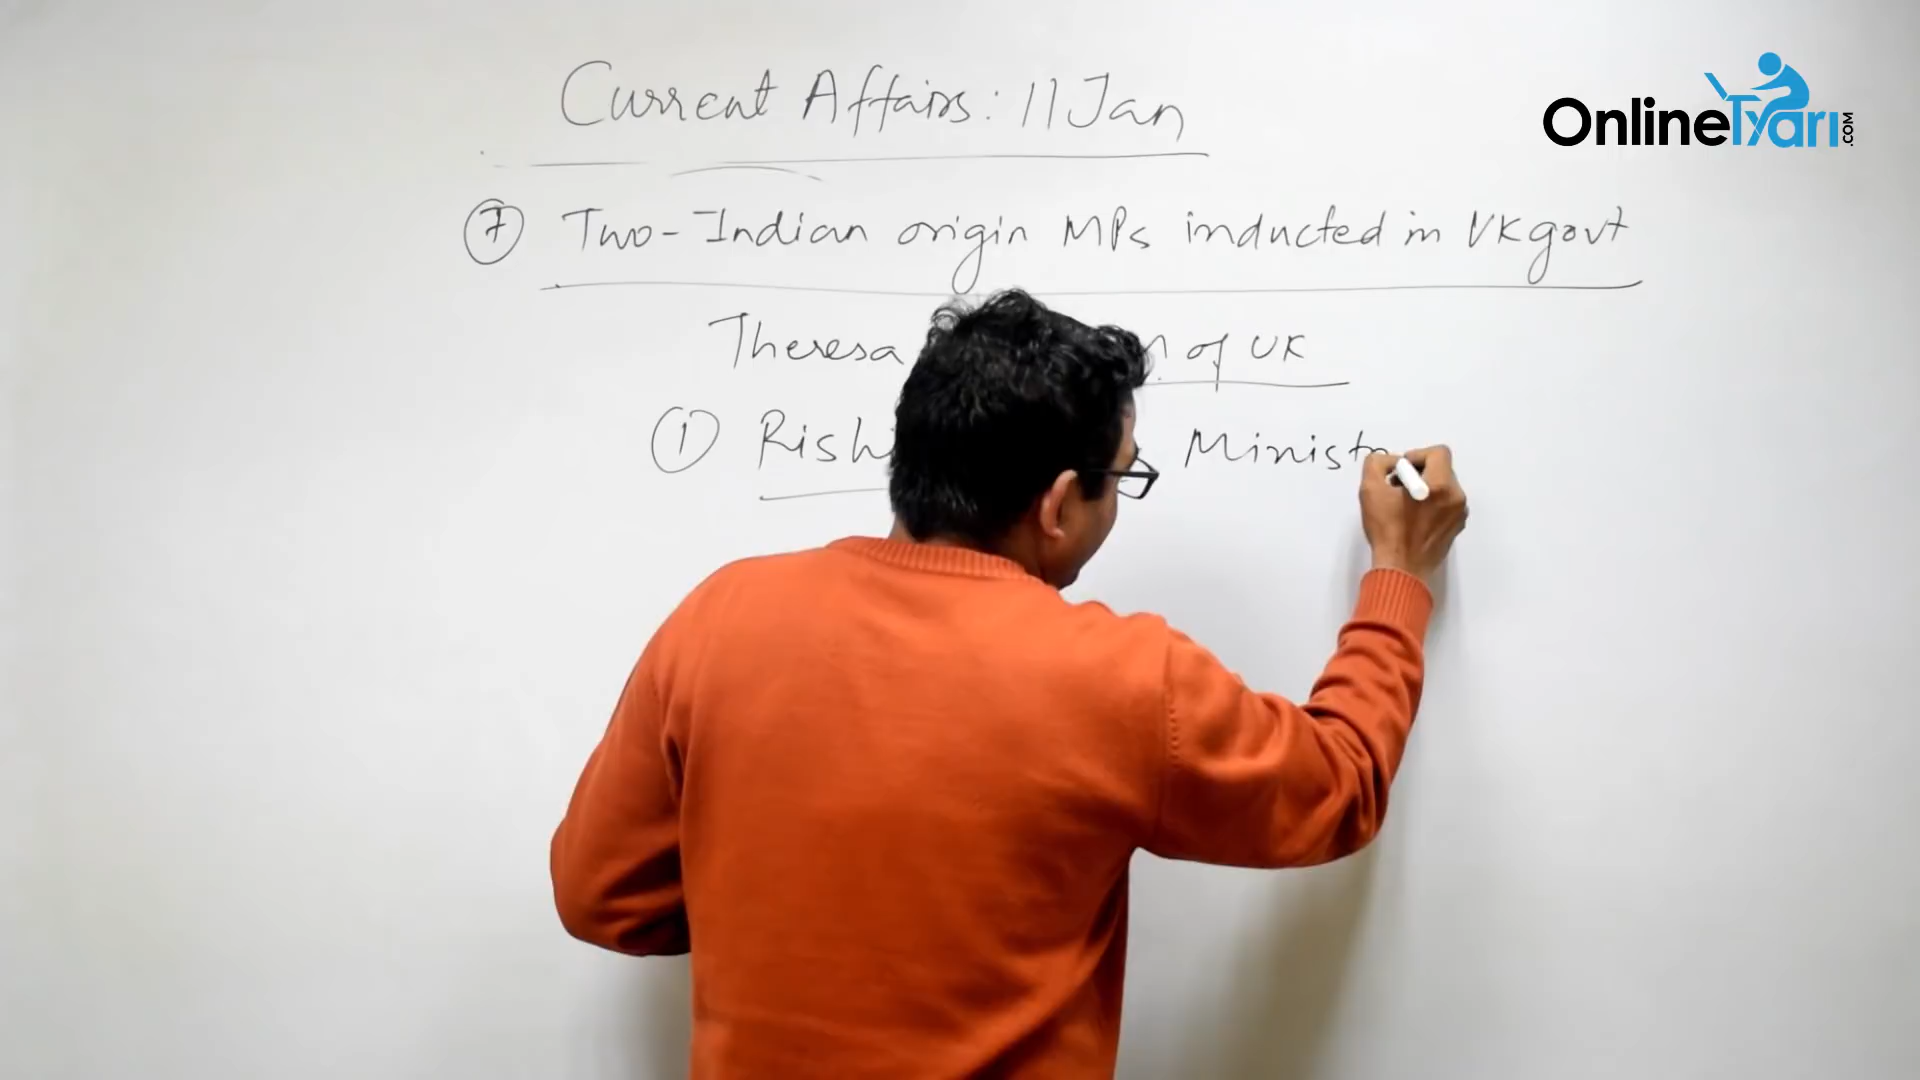 Current Affairs: 11 Jan
OnlineTyari.COM
7 Two-Indian origin MPs inducted in UK govt
Theresa of UK
1 Rishi Minist